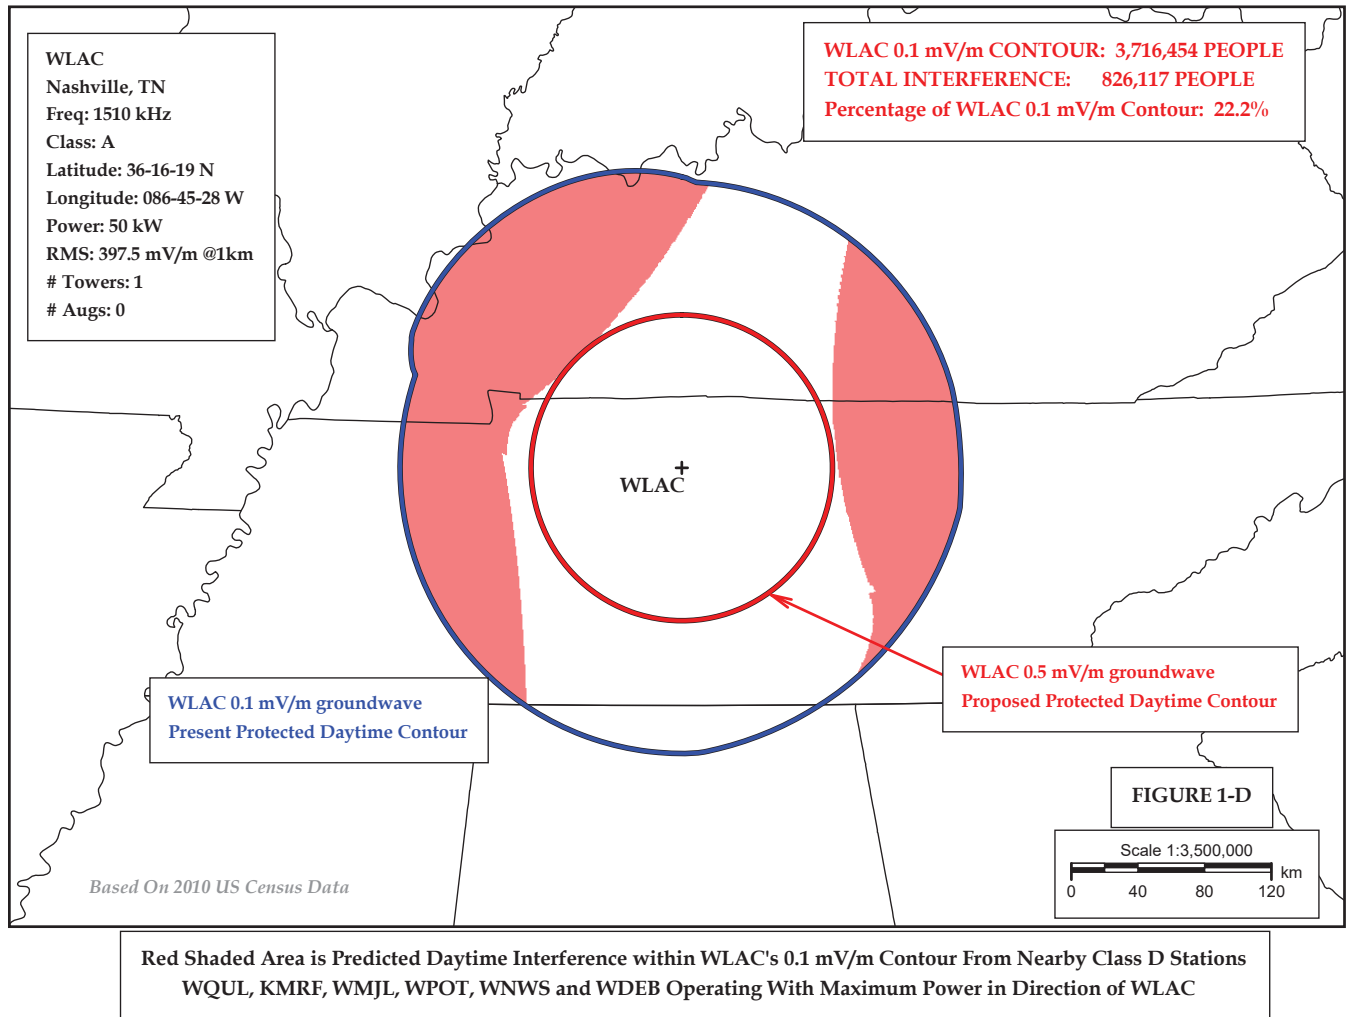 WLAC
Nashville, TN
Freq: 1510 kHz
Class: A
Latitude: 36-16-19 N
Longitude: 086-45-28 W
Power: 50 kW
RMS: 397.5 mV/m @1km
# Towers: 1
# Augs: 0
WLAC 0.1 mV/m CONTOUR: 3,716,454 PEOPLE
TOTAL INTERFERENCE: 826,117 PEOPLE
Percentage of WLAC 0.1 mV/m Contour: 22.2%
WLAC
WLAC 0.1 mV/m groundwave
Present Protected Daytime Contour
WLAC 0.5 mV/m groundwave
Proposed Protected Daytime Contour
FIGURE 1-D
Scale 1:3,500,000
km
0 40 80 120
Based On 2010 US Census Data
Red Shaded Area is Predicted Daytime Interference within WLAC's 0.1 mV/m Contour From Nearby Class D Stations
WQUL, KMRF, WMJL, WPOT, WNWS and WDEB Operating With Maximum Power in Direction of WLAC